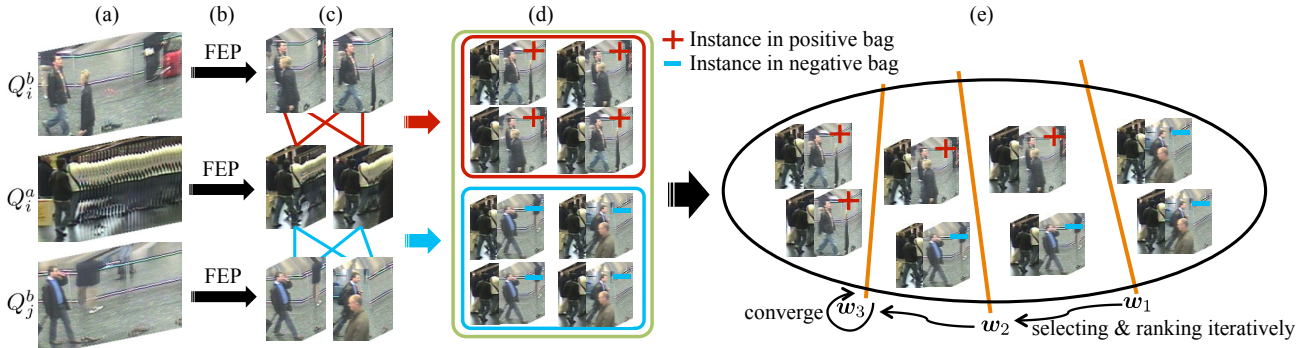 (a) (b) (c) (d) (e)
Q_i^b FEP
Q_i^a FEP
Q_j^b FEP
Instance in positive bag
Instance in negative bag
converge w_3 w_2 w_1
selecting & ranking iteratively